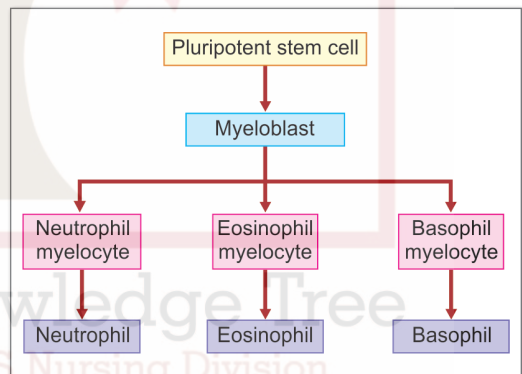 Pluripotent stem cell
Myeloblast
Neutrophil
myelocyte
Eosinophil
myelocyte
Basophil
myelocyte
Neutrophil
Eosinophil
Basophil
wledge Tree
S Nursing Division